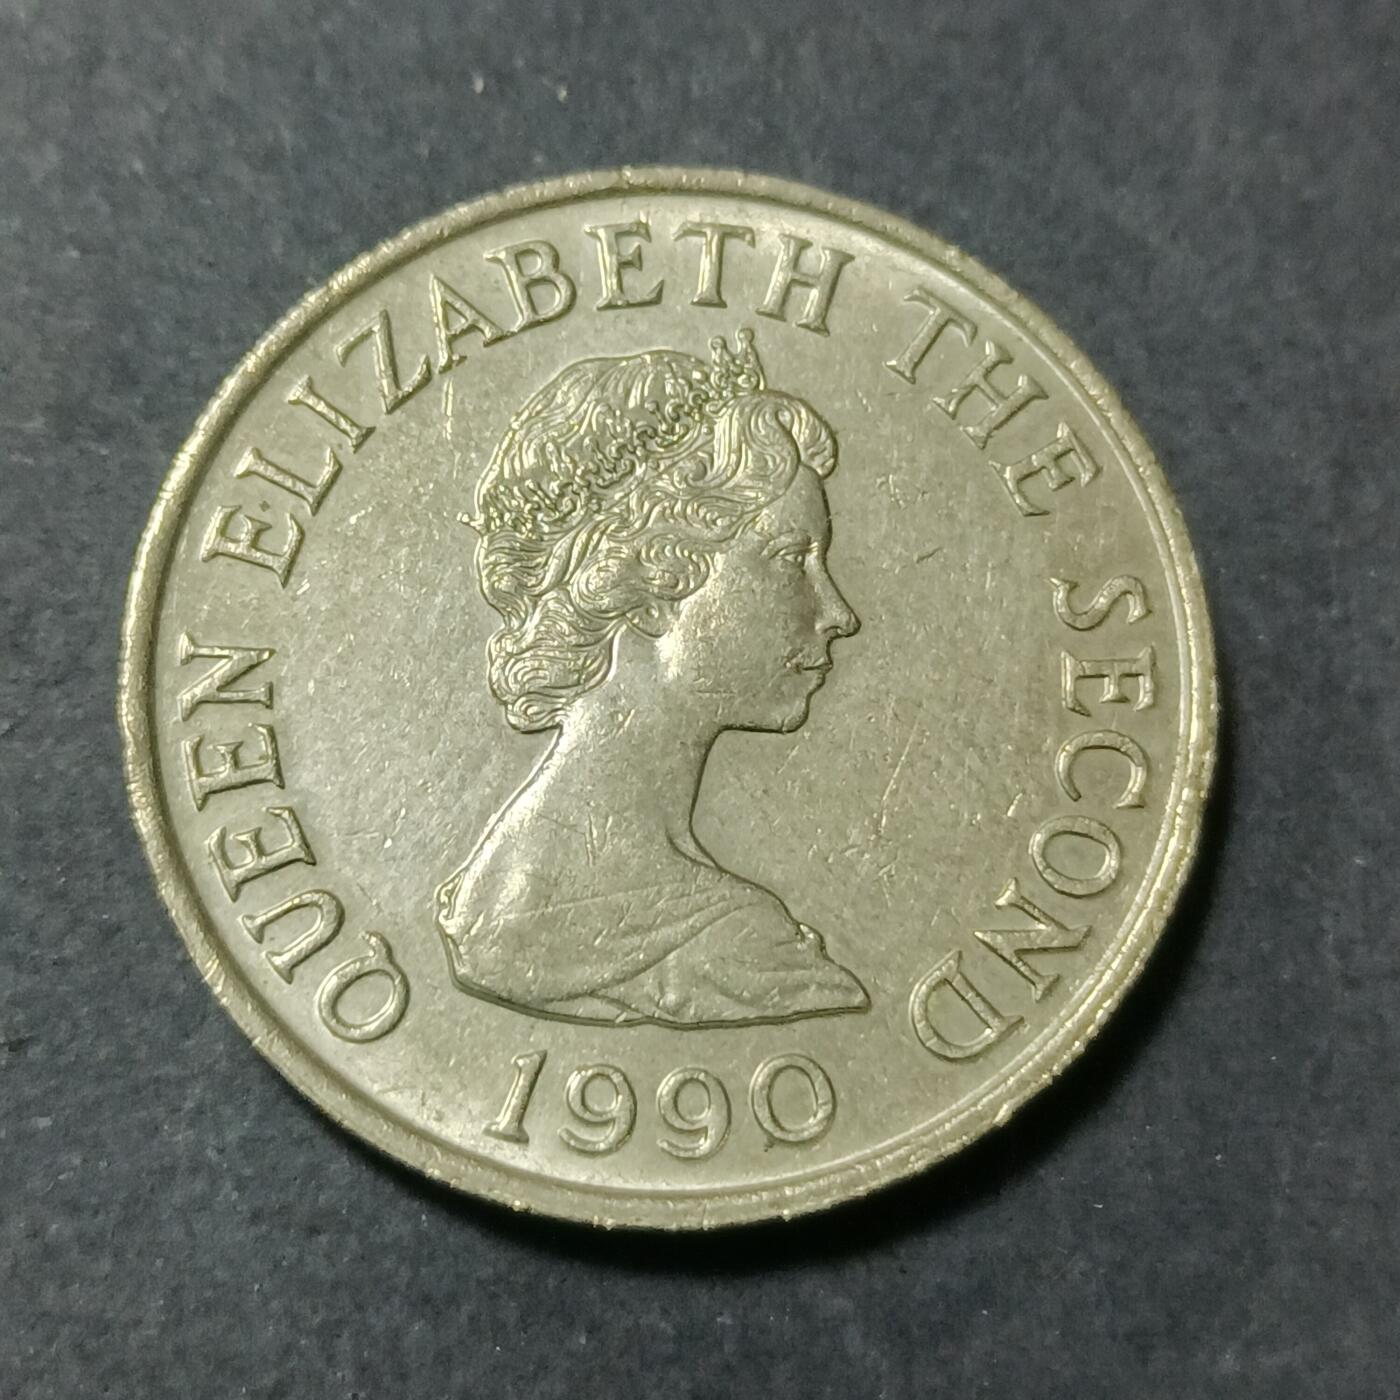 QUEEN ELIZABETH THE SECOND
1990